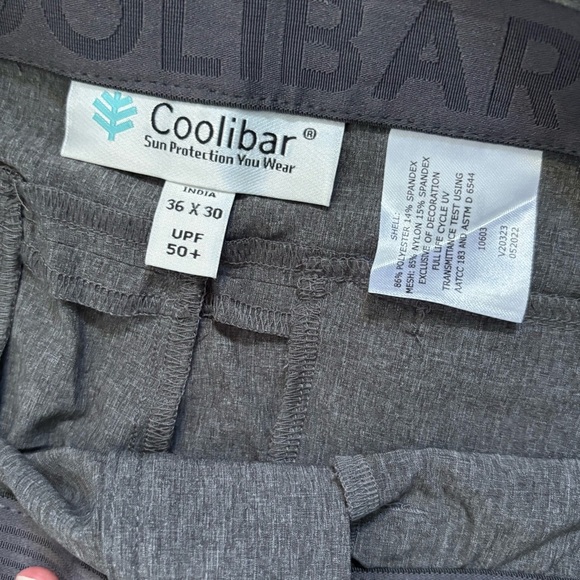 OOLIBAR
Coolibar®
Sun Protection You Wear
INDIA
36 X 30
UPF
50+
SHELL:
86% POLYESTER 14% SPANDEX
MESH: 85% NYLON 15% SPANDEX
EXCLUSIVE OF DECORATION
FULL LIFE CYCLE UV
TRANSMITTANCE TEST USING
AATCC 183 AND ASTM D 6544
10603
V20323
052022